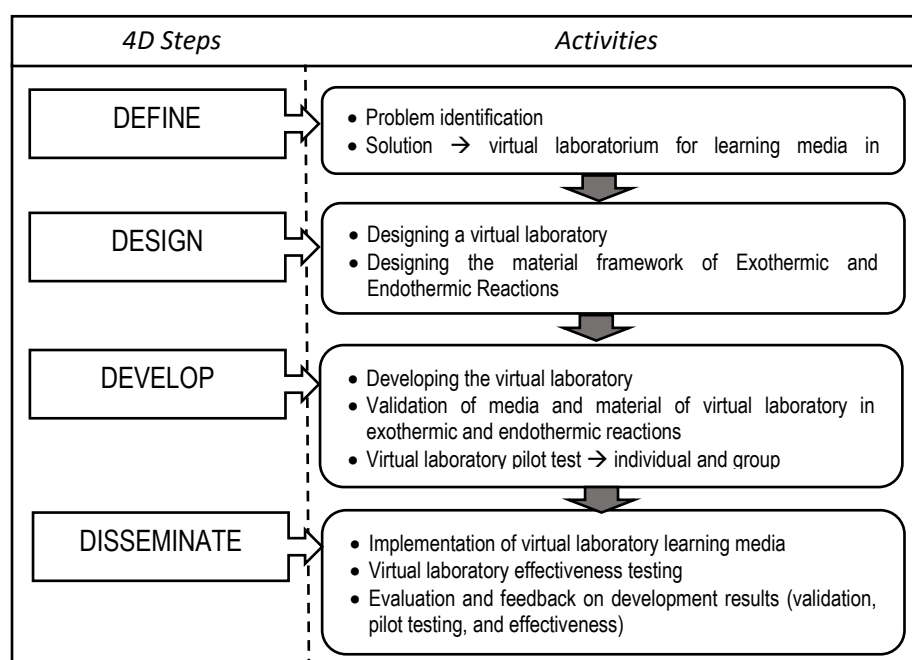 4D Steps Activities
DEFINE
• Problem identification
• Solution → virtual laboratorium for learning media in
DESIGN
• Designing a virtual laboratory
• Designing the material framework of Exothermic and
Endothermic Reactions
DEVELOP
• Developing the virtual laboratory
• Validation of media and material of virtual laboratory in
exothermic and endothermic reactions
• Virtual laboratory pilot test → individual and group
DISSEMINATE
• Implementation of virtual laboratory learning media
• Virtual laboratory effectiveness testing
• Evaluation and feedback on development results (validation,
pilot testing, and effectiveness)